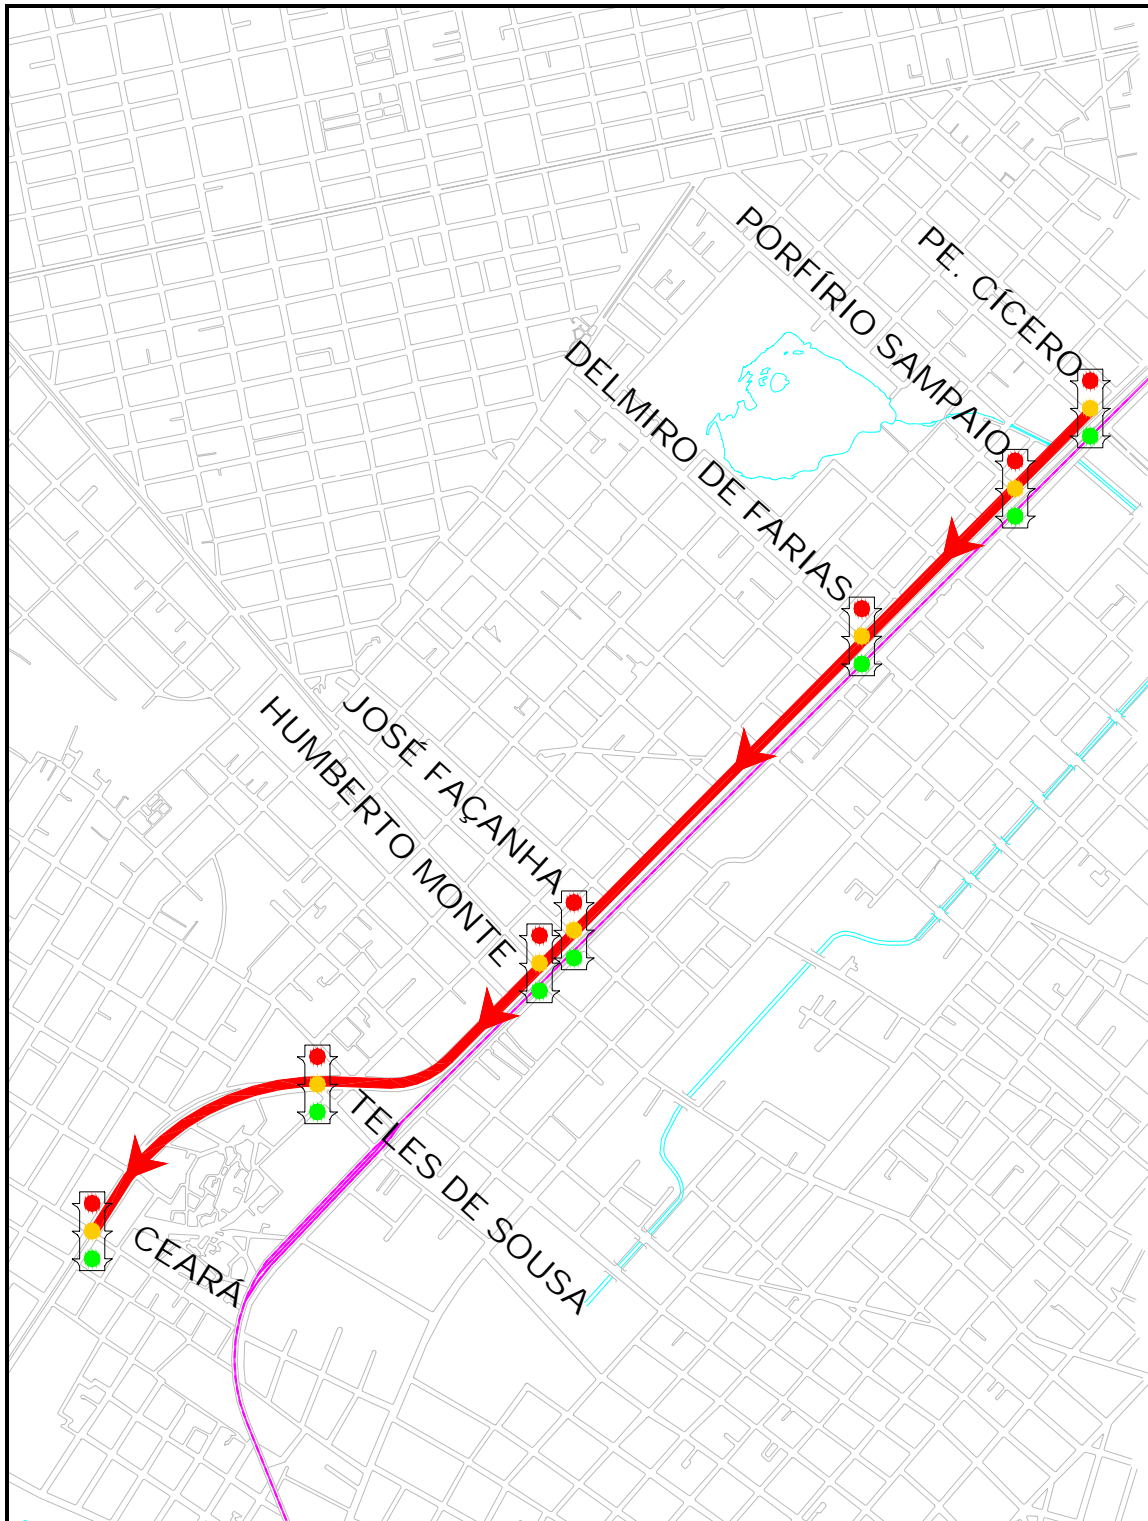 PE. CÍCERO
PORFÍRIO SAMPAIO
DELMIRO DE FARIAS
JOSÉ FAÇANHA
HUMBERTO MONTE
TELES DE SOUSA
CEARÁ